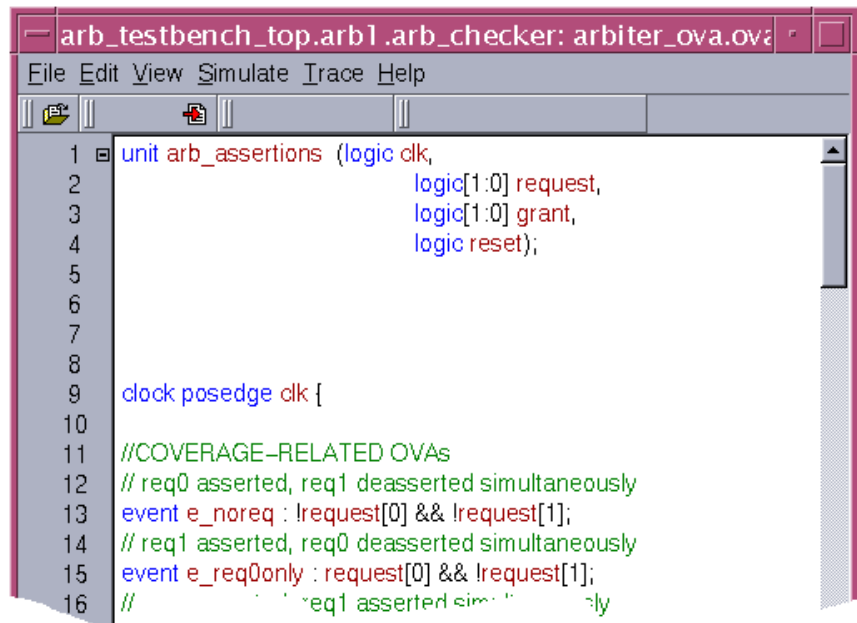 arb_testbench_top.arb1.arb_checker: arbiter_ova.ova
File Edit View Simulate Trace Help
1 unit arb_assertions (logic clk,
2 logic[1:0] request,
3 logic[1:0] grant,
4 logic reset);
5
6
7
8
9 clock posedge clk {
10
11 //COVERAGE-RELATED OVAs
12 // req0 asserted, req1 deasserted simultaneously
13 event e_noreq : !request[0] && !request[1];
14 // req1 asserted, req0 deasserted simultaneously
15 event e_req0only : request[0] && !request[1];
16 // req1 asserted